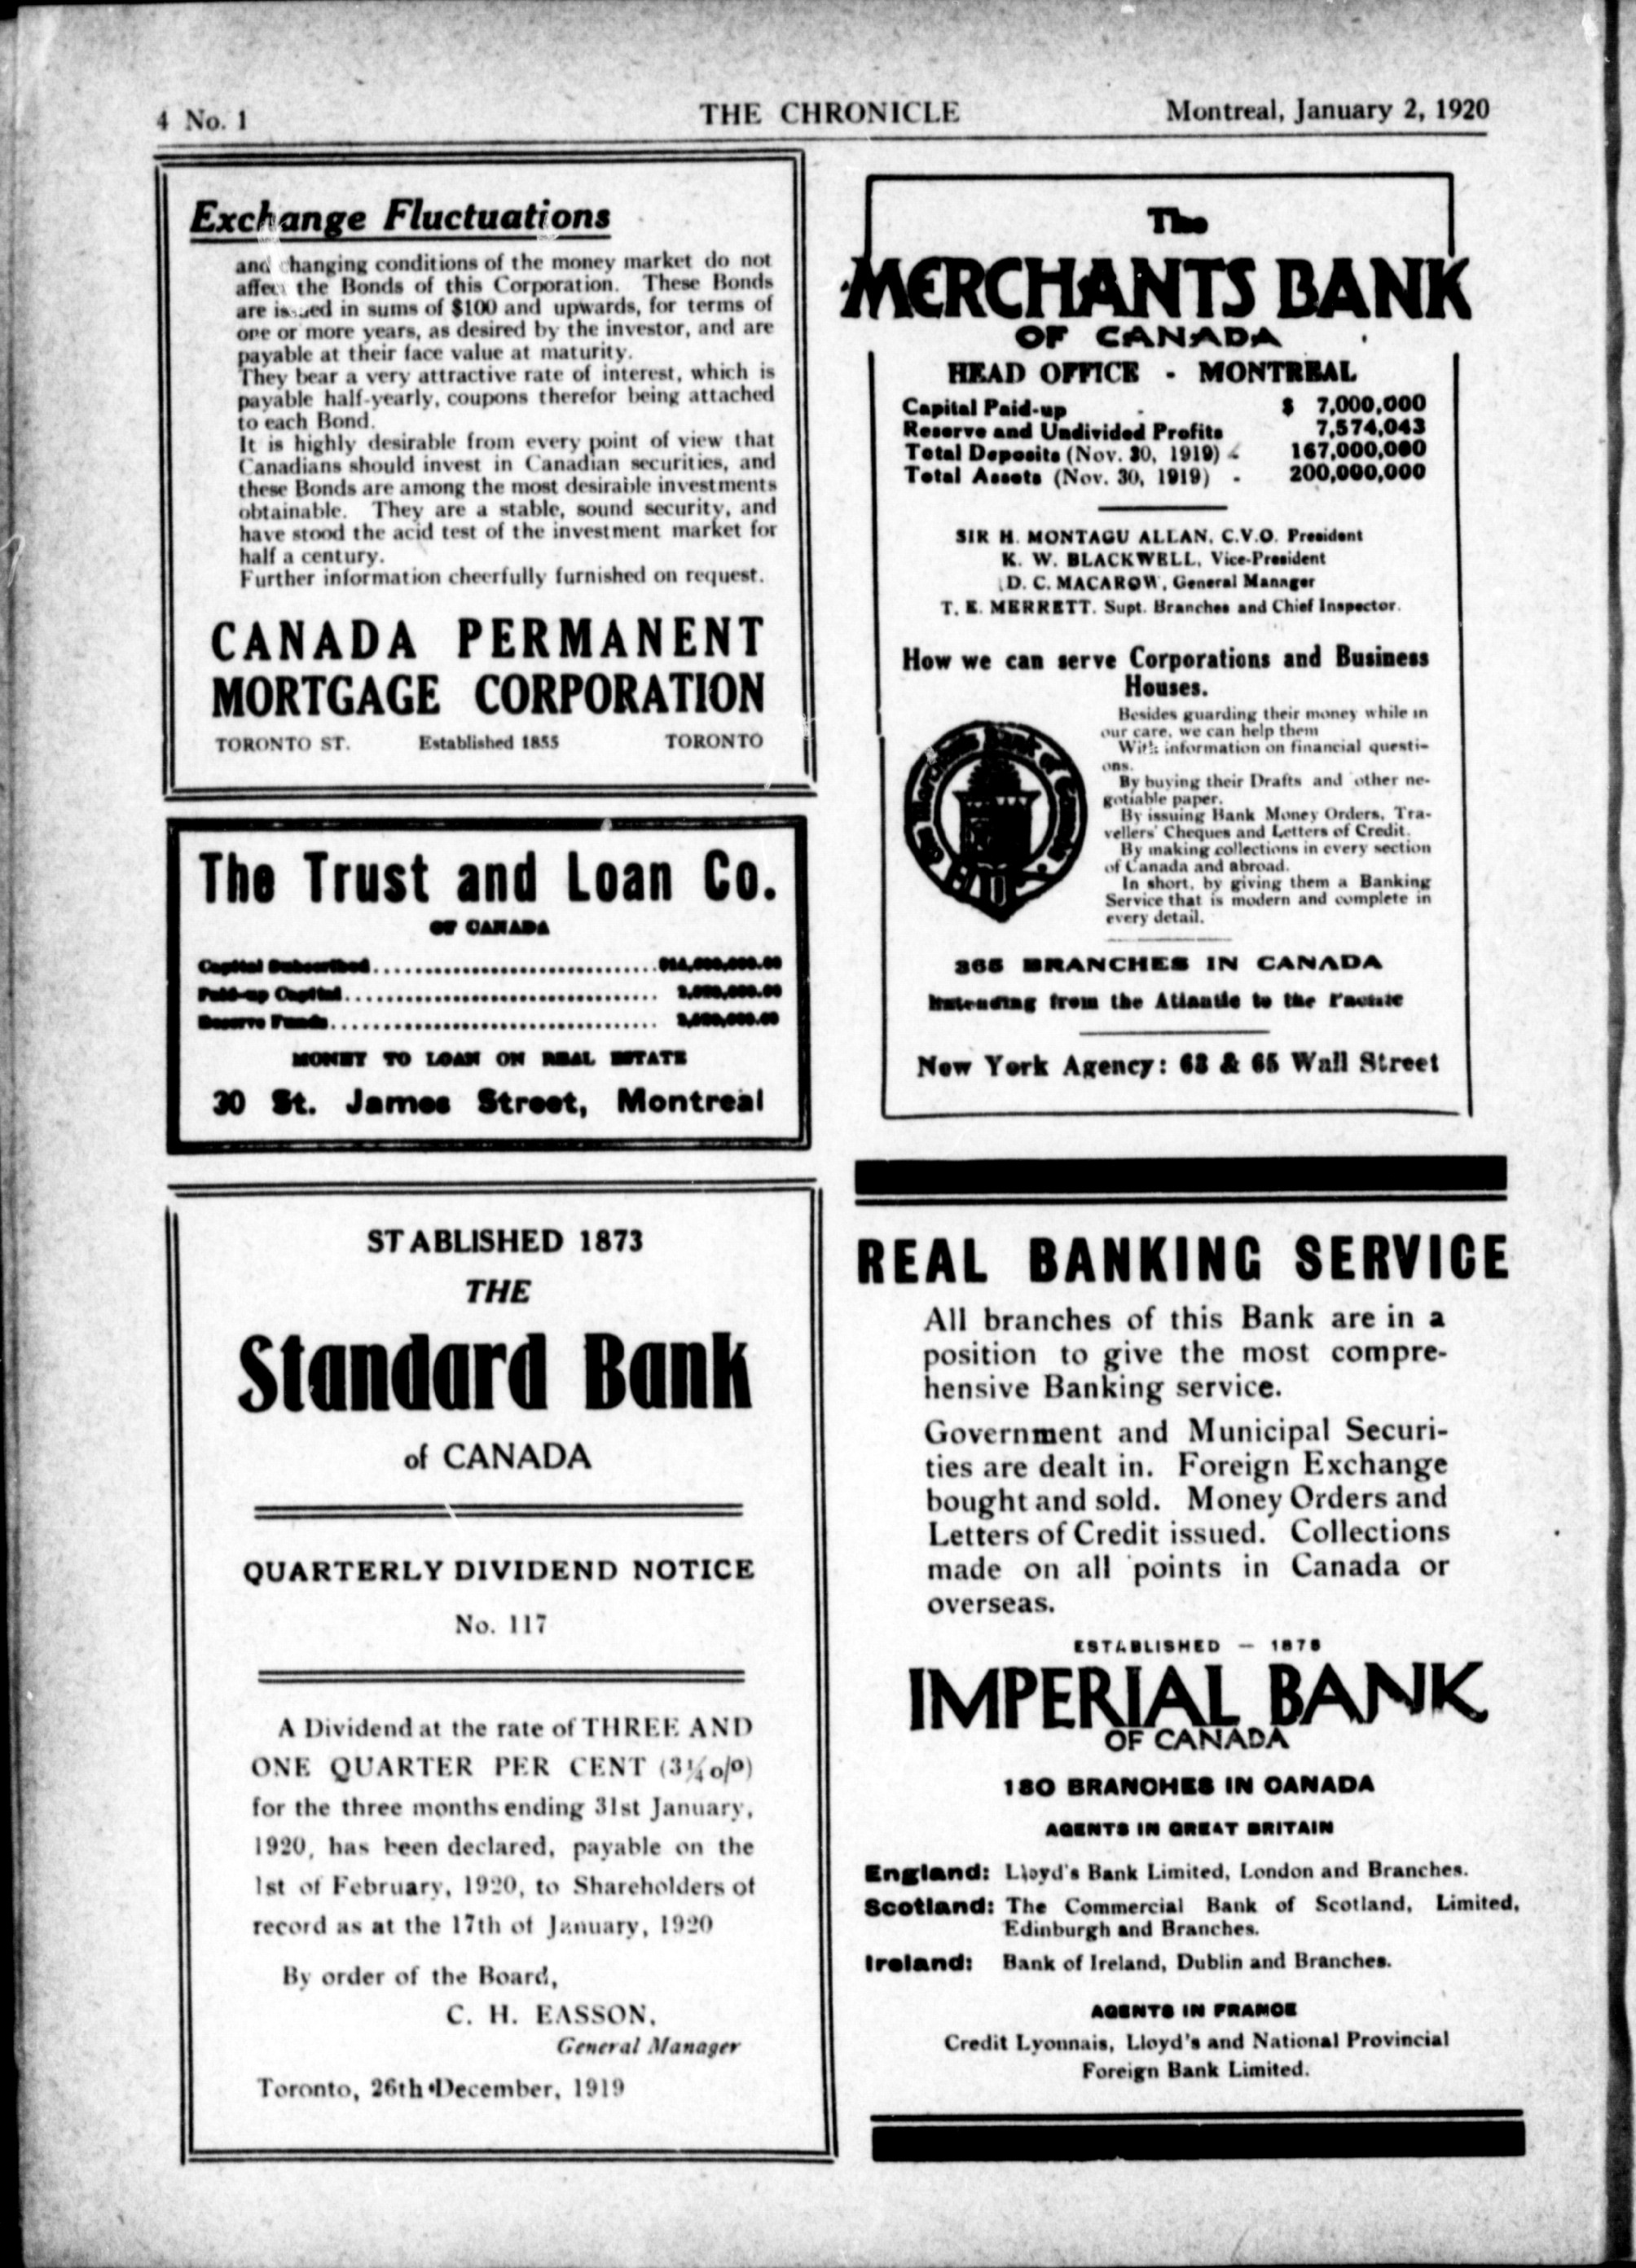 4 No. 1
THE CHRONICLE
Montreal, January 2, 1920
Exchange Fluctuations
and changing conditions of the money market do not
affect the Bonds of this Corporation. These Bonds
are issued in sums of $100 and upwards, for terms of
one or more years, as desired by the investor, and are
payable at their face value at maturity.
They bear a very attractive rate of interest, which is
payable half-yearly, coupons therefor being attached
to each Bond.
It is highly desirable from every point of view that
Canadians should invest in Canadian securities, and
these Bonds are among the most desirable investments
obtainable. They are a stable, sound security, and
have stood the acid test of the investment market for
half a century.
Further information cheerfully furnished on request.
CANADA PERMANENT
MORTGAGE CORPORATION
TORONTO ST. Established 1855 TORONTO
The Trust and Loan Co.
OF CANADA
Capital Subscribed
Paid-up Capital
Reserve Funds
MONEY TO LOAN ON REAL ESTATE
30 St. James Street, Montreal
STABLISHED 1873
THE
Standard Bank
of CANADA
QUARTERLY DIVIDEND NOTICE
No. 117
A Dividend at the rate of THREE AND
ONE QUARTER PER CENT (3¼ o/o)
for the three months ending 31st January,
1920, has been declared, payable on the
1st of February, 1920, to Shareholders of
record as at the 17th of January, 1920
By order of the Board,
C. H. EASSON,
General Manager
Toronto, 26th December, 1919
The
MERCHANTS BANK
OF CANADA
HEAD OFFICE - MONTREAL
Capital Paid-up - $ 7,000,000
Reserve and Undivided Profits 7,574,043
Total Deposits (Nov. 30, 1919) - 167,000,000
Total Assets (Nov. 30, 1919) - 200,000,000
SIR H. MONTAGU ALLAN, C.V.O. President
K. W. BLACKWELL, Vice-President
D. C. MACAROW, General Manager
T. E. MERRETT, Supt. Branches and Chief Inspector.
How we can serve Corporations and Business
Houses.
The Merchants Bank of Canada
Besides guarding their money while in
our care, we can help them
With information on financial questi-
ons.
By buying their Drafts and other ne-
gotiable paper.
By issuing Bank Money Orders, Tra-
vellers' Cheques and Letters of Credit.
By making collections in every section
of Canada and abroad.
In short, by giving them a Banking
Service that is modern and complete in
every detail.
365 BRANCHES IN CANADA
Extending from the Atlantic to the Pacific
New York Agency: 63 & 65 Wall Street
REAL BANKING SERVICE
All branches of this Bank are in a
position to give the most compre-
hensive Banking service.
Government and Municipal Securi-
ties are dealt in. Foreign Exchange
bought and sold. Money Orders and
Letters of Credit issued. Collections
made on all points in Canada or
overseas.
ESTABLISHED — 1875
IMPERIAL BANK
OF CANADA
180 BRANCHES IN CANADA
AGENTS IN GREAT BRITAIN
England: Lloyd's Bank Limited, London and Branches.
Scotland: The Commercial Bank of Scotland, Limited,
Edinburgh and Branches.
Ireland: Bank of Ireland, Dublin and Branches.
AGENTS IN FRANCE
Credit Lyonnais, Lloyd's and National Provincial
Foreign Bank Limited.